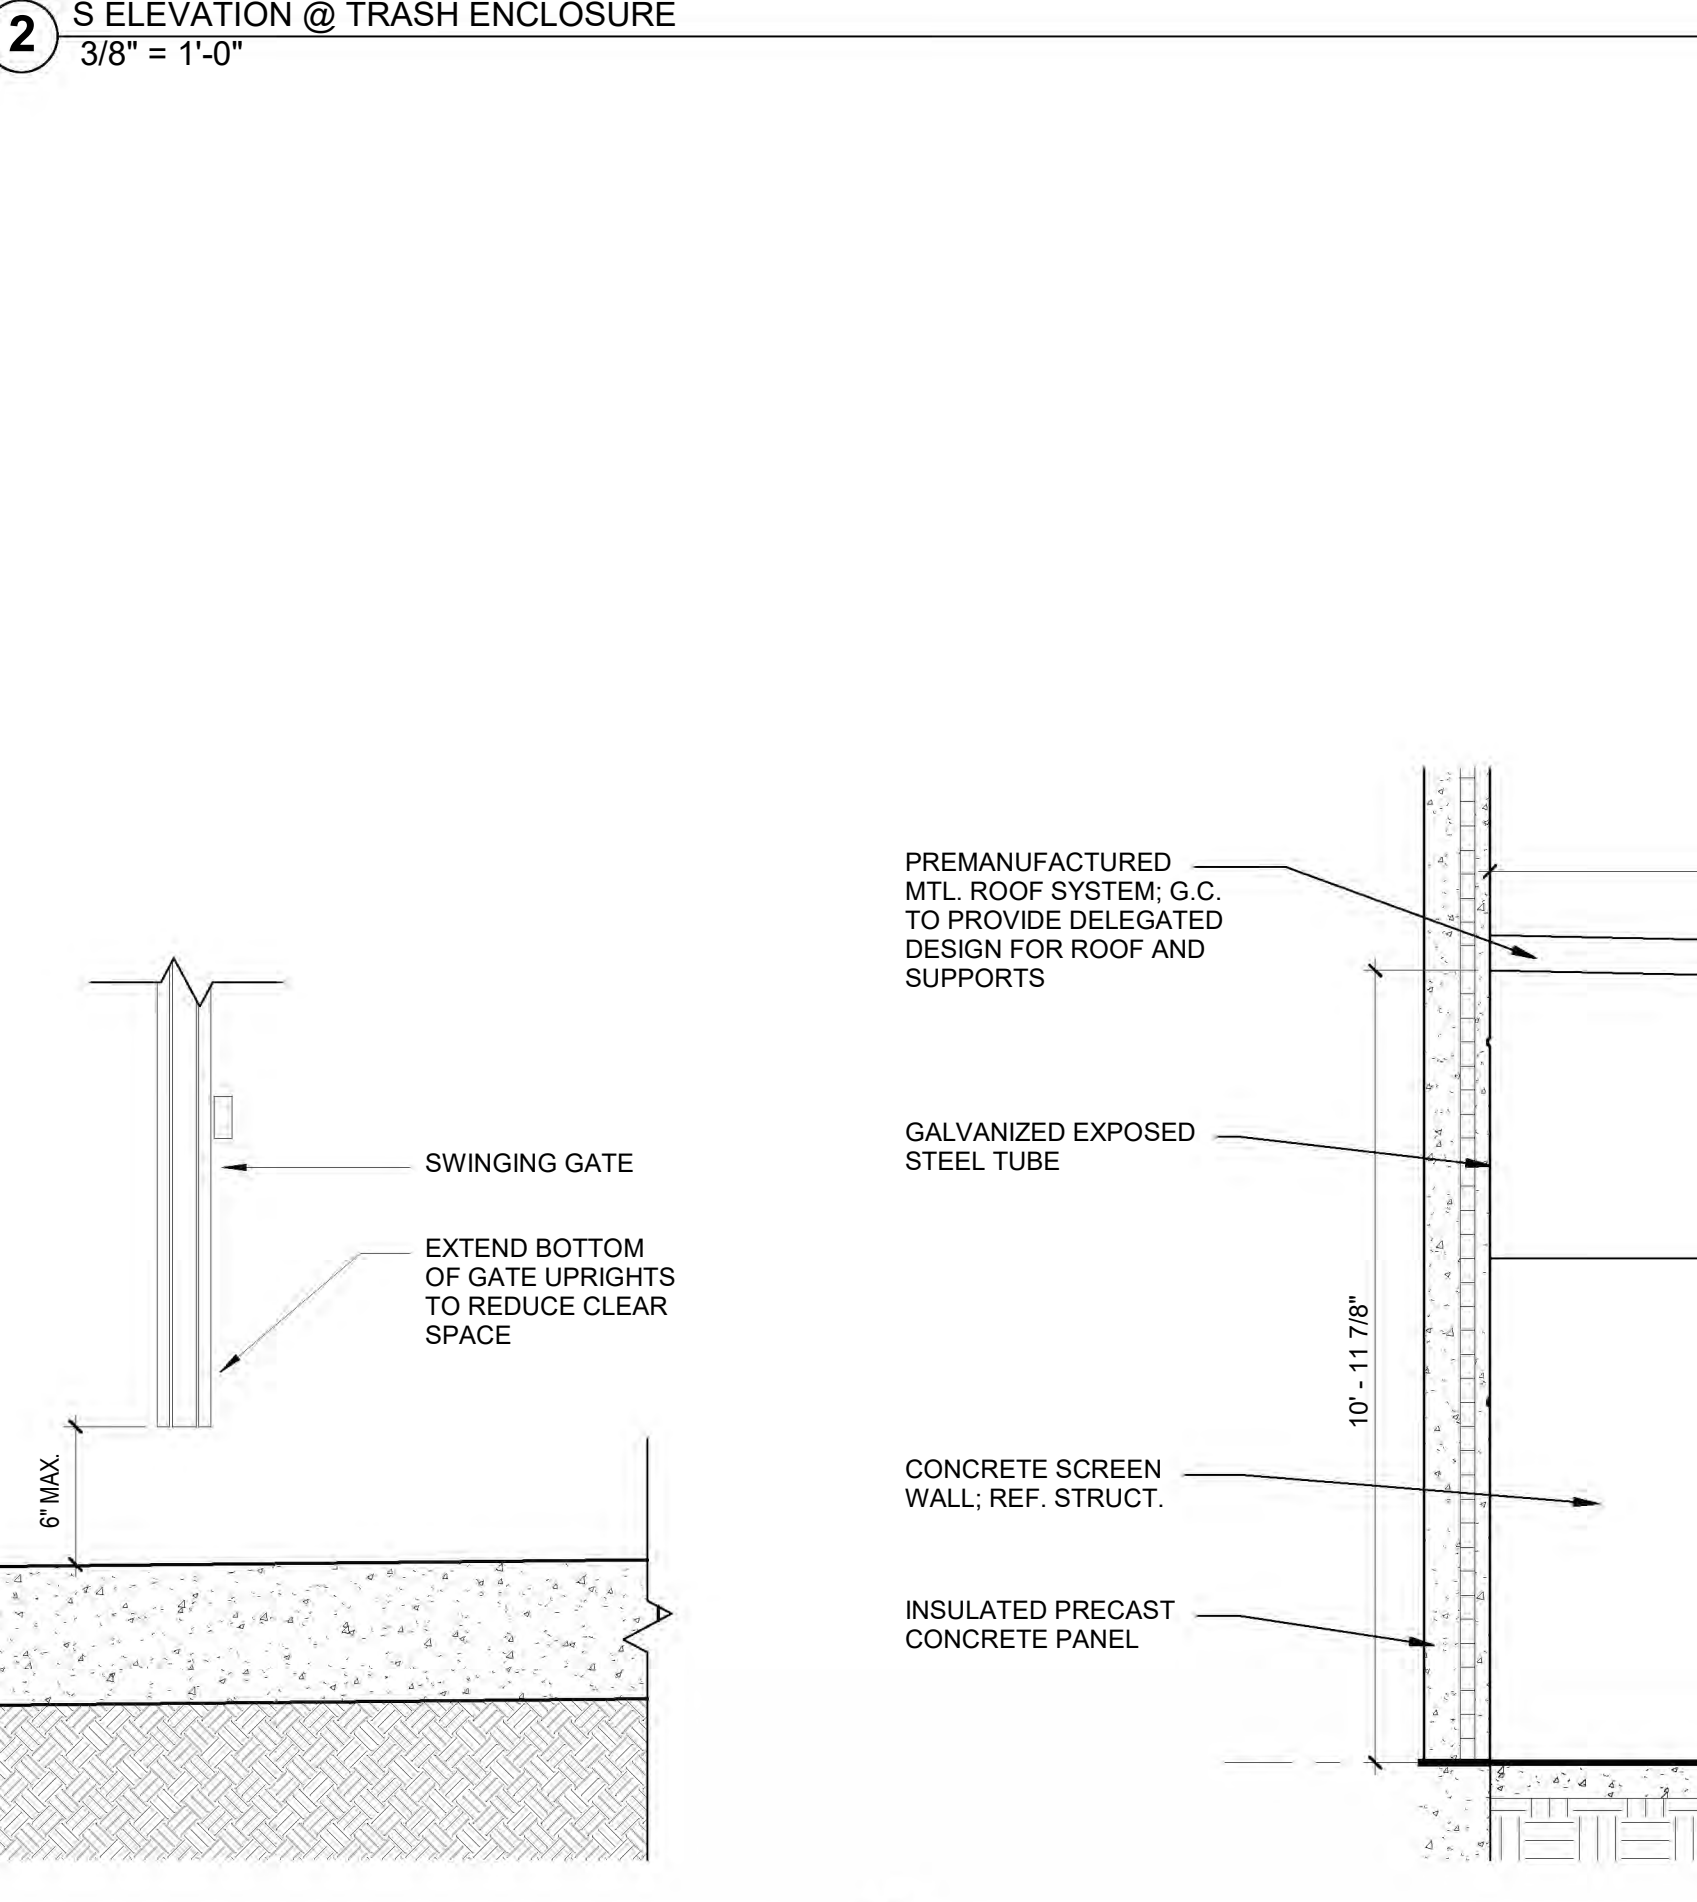 2
S ELEVATION @ TRASH ENCLOSURE
3/8" = 1'-0"
PREMANUFACTURED
MTL. ROOF SYSTEM; G.C.
TO PROVIDE DELEGATED
DESIGN FOR ROOF AND
SUPPORTS
GALVANIZED EXPOSED
STEEL TUBE
SWINGING GATE
EXTEND BOTTOM
OF GATE UPRIGHTS
TO REDUCE CLEAR
SPACE
10' - 11 7/8"
6" MAX.
CONCRETE SCREEN
WALL; REF. STRUCT.
INSULATED PRECAST
CONCRETE PANEL